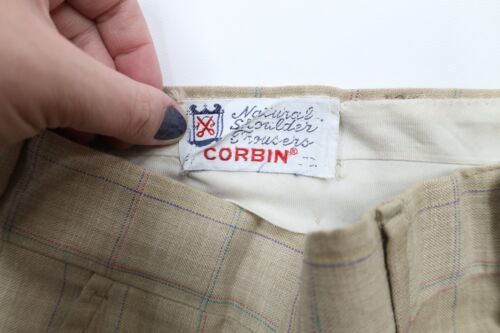 Natural
Shoulder
Trousers
CORBIN®